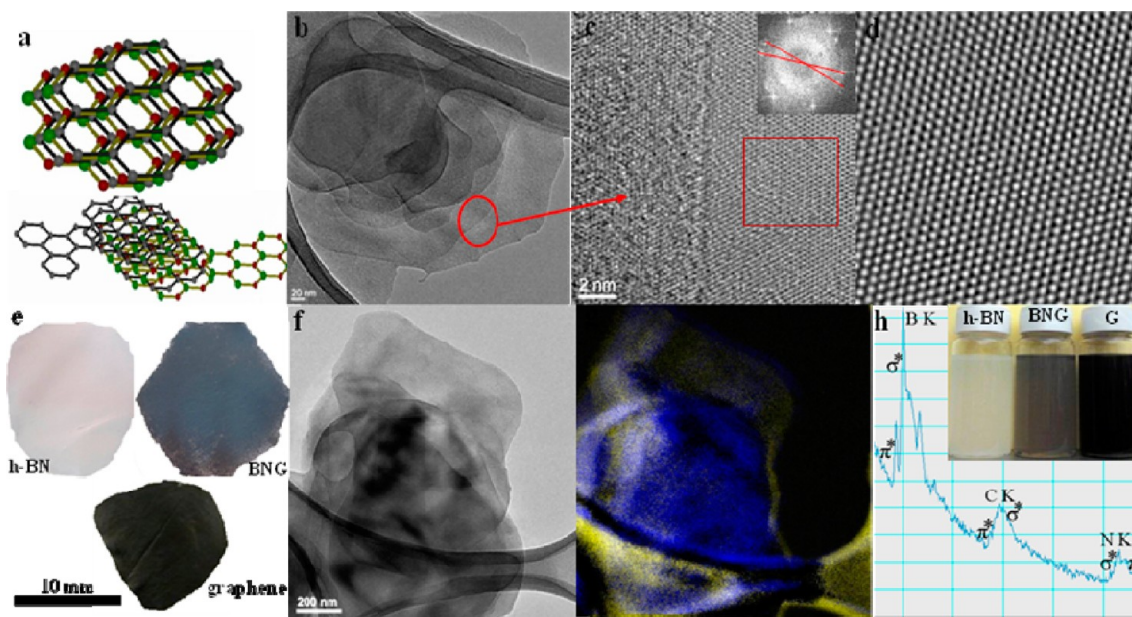 a
b
20 nm
c
2 nm
d
e
h-BN
BNG
graphene
10 mm
f
200 nm
h
B K
σ*
π*
C K
π*
σ*
N K
σ*
h-BN
BNG
G